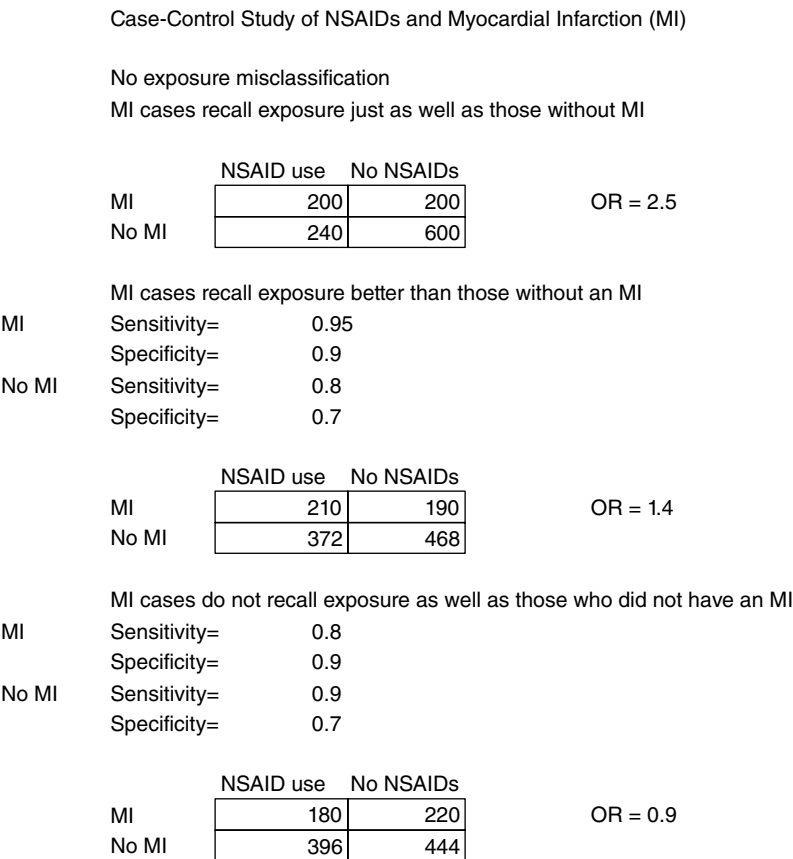 Case-Control Study of NSAIDs and Myocardial Infarction (MI)
No exposure misclassification
MI cases recall exposure just as well as those without MI
NSAID use No NSAIDs
MI 200 200 OR = 2.5
No MI 240 600
MI cases recall exposure better than those without an MI
MI Sensitivity= 0.95
Specificity= 0.9
No MI Sensitivity= 0.8
Specificity= 0.7
NSAID use No NSAIDs
MI 210 190 OR = 1.4
No MI 372 468
MI cases do not recall exposure as well as those who did not have an MI
MI Sensitivity= 0.8
Specificity= 0.9
No MI Sensitivity= 0.9
Specificity= 0.7
NSAID use No NSAIDs
MI 180 220 OR = 0.9
No MI 396 444